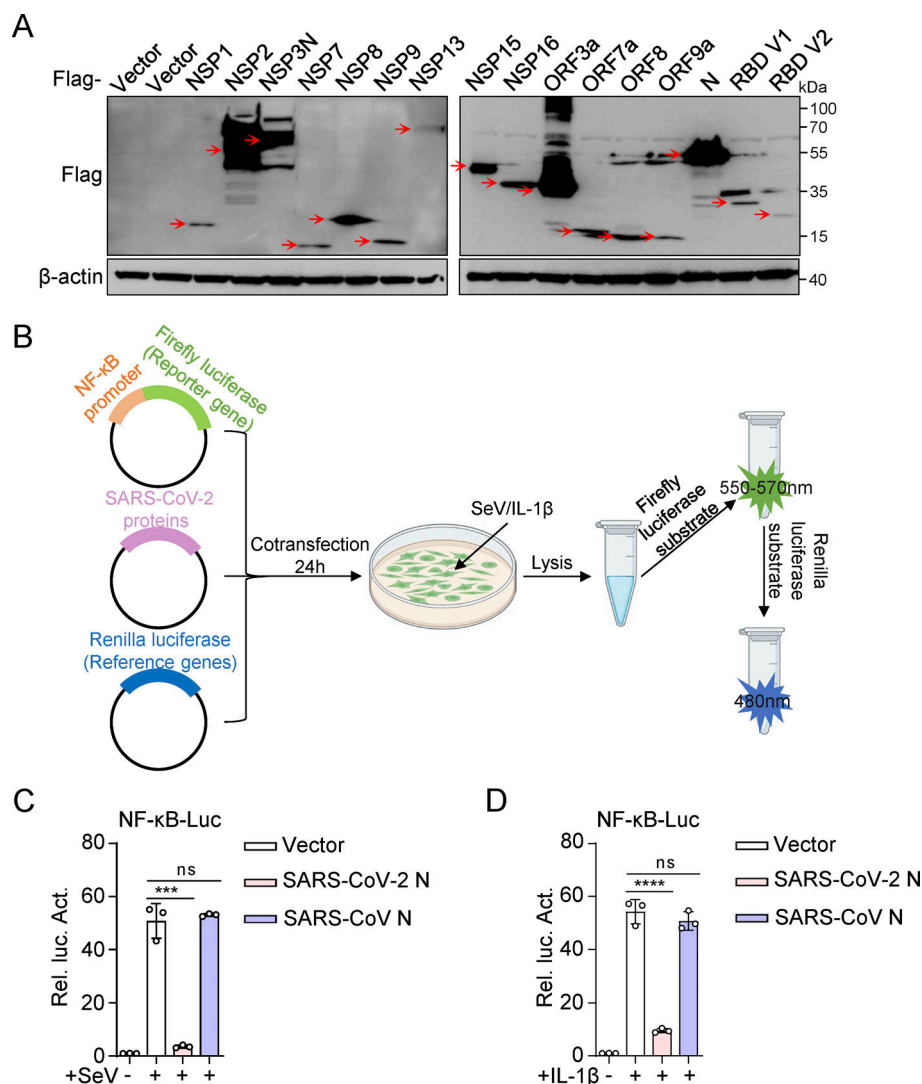 A
Flag-
Vector
Vector
NSP1
NSP2
NSP3N
NSP7
NSP8
NSP9
NSP13
NSP15
NSP16
ORF3a
ORF7a
ORF8
ORF9a
N
RBD V1
RBD V2
kDa
Flag
100
70
55
35
15
β-actin
40
B
NF-κB
promoter
Firefly luciferase
(Reporter gene)
SARS-CoV-2
proteins
Renilla luciferase
(Reference genes)
Cotransfection
24h
SeV/IL-1β
Lysis
Firefly
luciferase
substrate
550-570nm
Renilla
luciferase
substrate
480nm
C
NF-κB-Luc
Rel. luc. Act.
80
60
40
20
0
ns
***
Vector
SARS-CoV-2 N
SARS-CoV N
+SeV - + + +
D
NF-κB-Luc
Rel. luc. Act.
80
60
40
20
0
ns
****
Vector
SARS-CoV-2 N
SARS-CoV N
+IL-1β - + + +